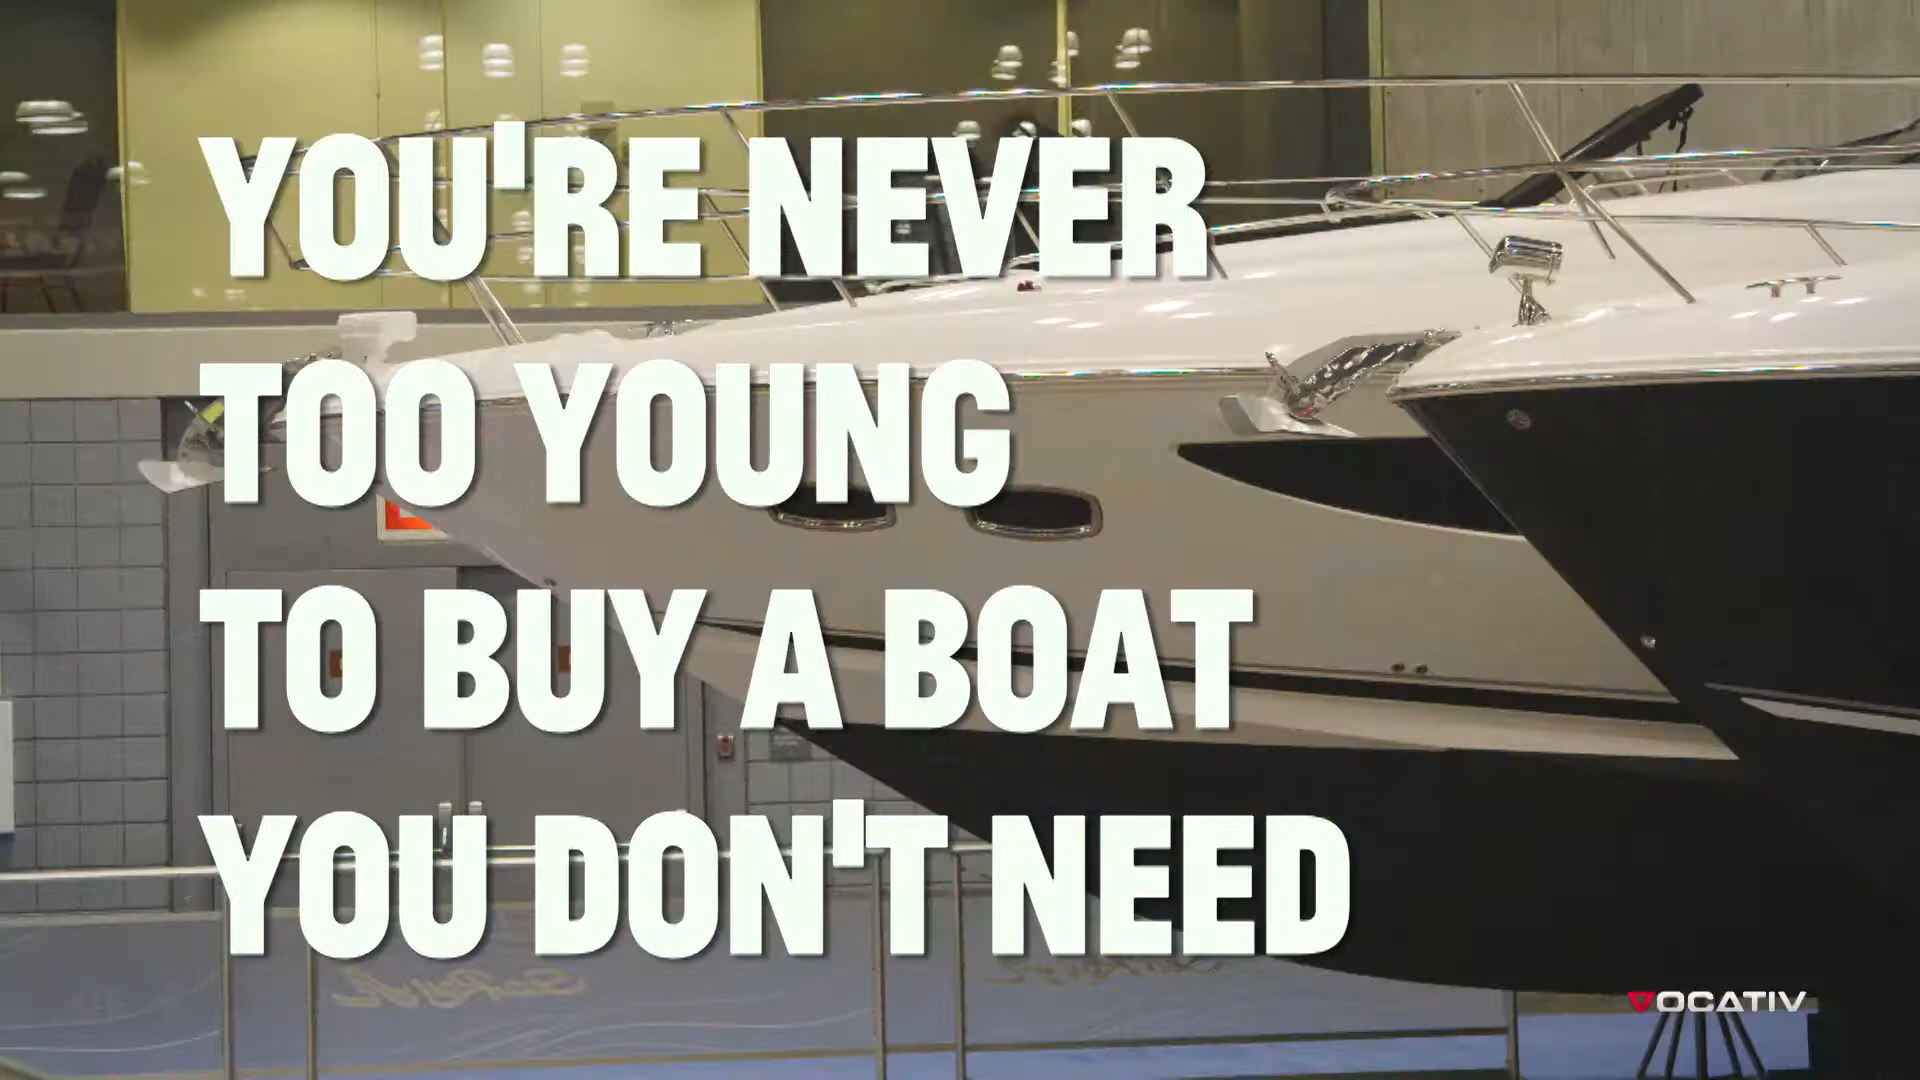 YOU'RE NEVER
TOO YOUNG
TO BUY A BOAT
YOU DON'T NEED
VOCATIV